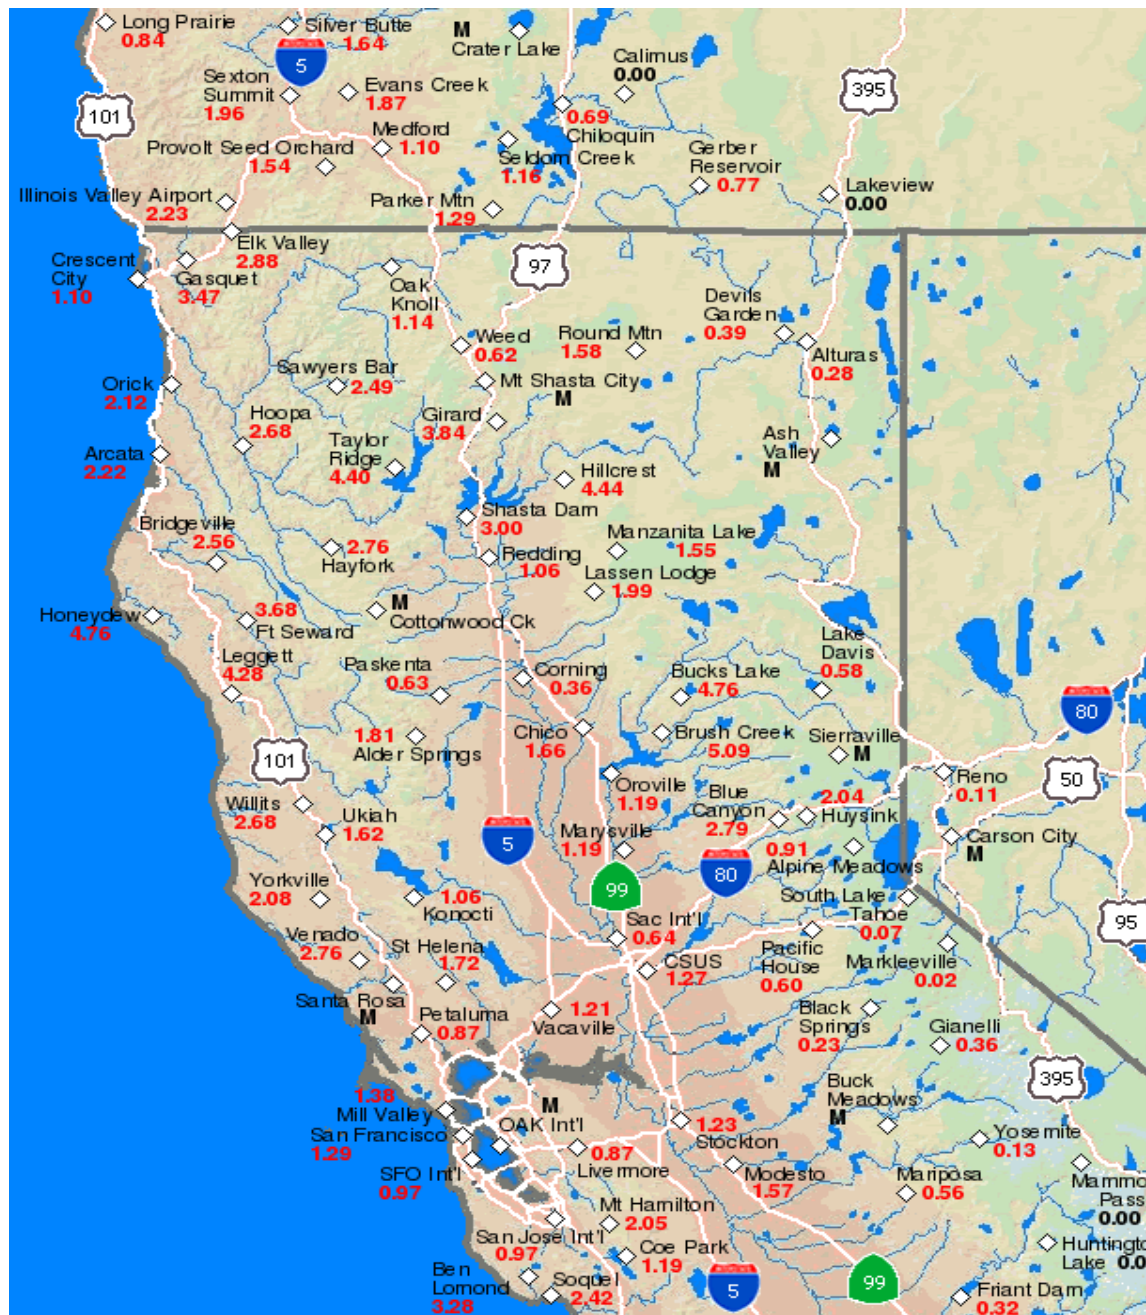 Long Prairie
0.84
Silver Butte
1.64
M
Crater Lake
Calimus
0.00
5
Sexton
Summit
1.96
Evans Creek
1.87
395
101
0.69
Chiloquin
Medford
1.10
Provolt Seed Orchard
1.54
Seldom Creek
1.16
Gerber
Reservoir
0.77
Lakeview
0.00
Illinois Valley Airport
2.23
Parker Mtn
1.29
Elk Valley
2.88
Crescent
City
1.10
Gasquet
3.47
97
Oak
Knoll
1.14
Devils
Garden
0.39
Weed
0.62
Round Mtn
1.58
Alturas
0.28
Sawyers Bar
2.49
Mt Shasta City
M
Orick
2.12
Hoopa
2.68
Girard
3.84
Taylor
Ridge
4.40
Ash
Valley
M
Arcata
2.22
Hillcrest
4.44
Shasta Dam
3.00
Bridgeville
2.56
2.76
Hayfork
Redding
1.06
Manzanita Lake
1.55
Lassen Lodge
1.99
Honeydew
4.76
3.68
Ft Seward
M
Cottonwood Ck
Leggett
4.28
Paskenta
0.63
Corning
0.36
Bucks Lake
4.76
Lake
Davis
0.58
1.81
Alder Springs
Chico
1.66
Brush Creek
5.09
Sierraville
M
80
101
Oroville
1.19
Reno
0.11
50
Willits
2.68
Ukiah
1.62
Blue
Canyon
2.79
2.04
Huysink
5
Marysville
1.19
0.91
Alpine Meadows
Carson City
M
80
99
Yorkville
2.08
1.06
Konocti
South Lake
Tahoe
0.07
95
Venado
2.76
St Helena
1.72
Sac Int'l
0.64
Pacific
House
0.60
Markleeville
0.02
CSUS
1.27
Santa Rosa
M
Petaluma
0.87
1.21
Vacaville
Black
Springs
0.23
Gianelli
0.36
395
1.38
Mill Valley
M
OAK Int'l
Buck
Meadows
M
San Francisco
1.29
1.23
Stockton
Yosemite
0.13
SFO Int'l
0.97
0.87
Livermore
Modesto
1.57
Mariposa
0.56
Mammo
Pass
0.00
Mt Hamilton
2.05
San Jose Int'l
0.97
Coe Park
1.19
Huntingto
Lake 0.0
Ben
Lomond
3.28
Soquel
2.42
5
99
Friant Dam
0.32